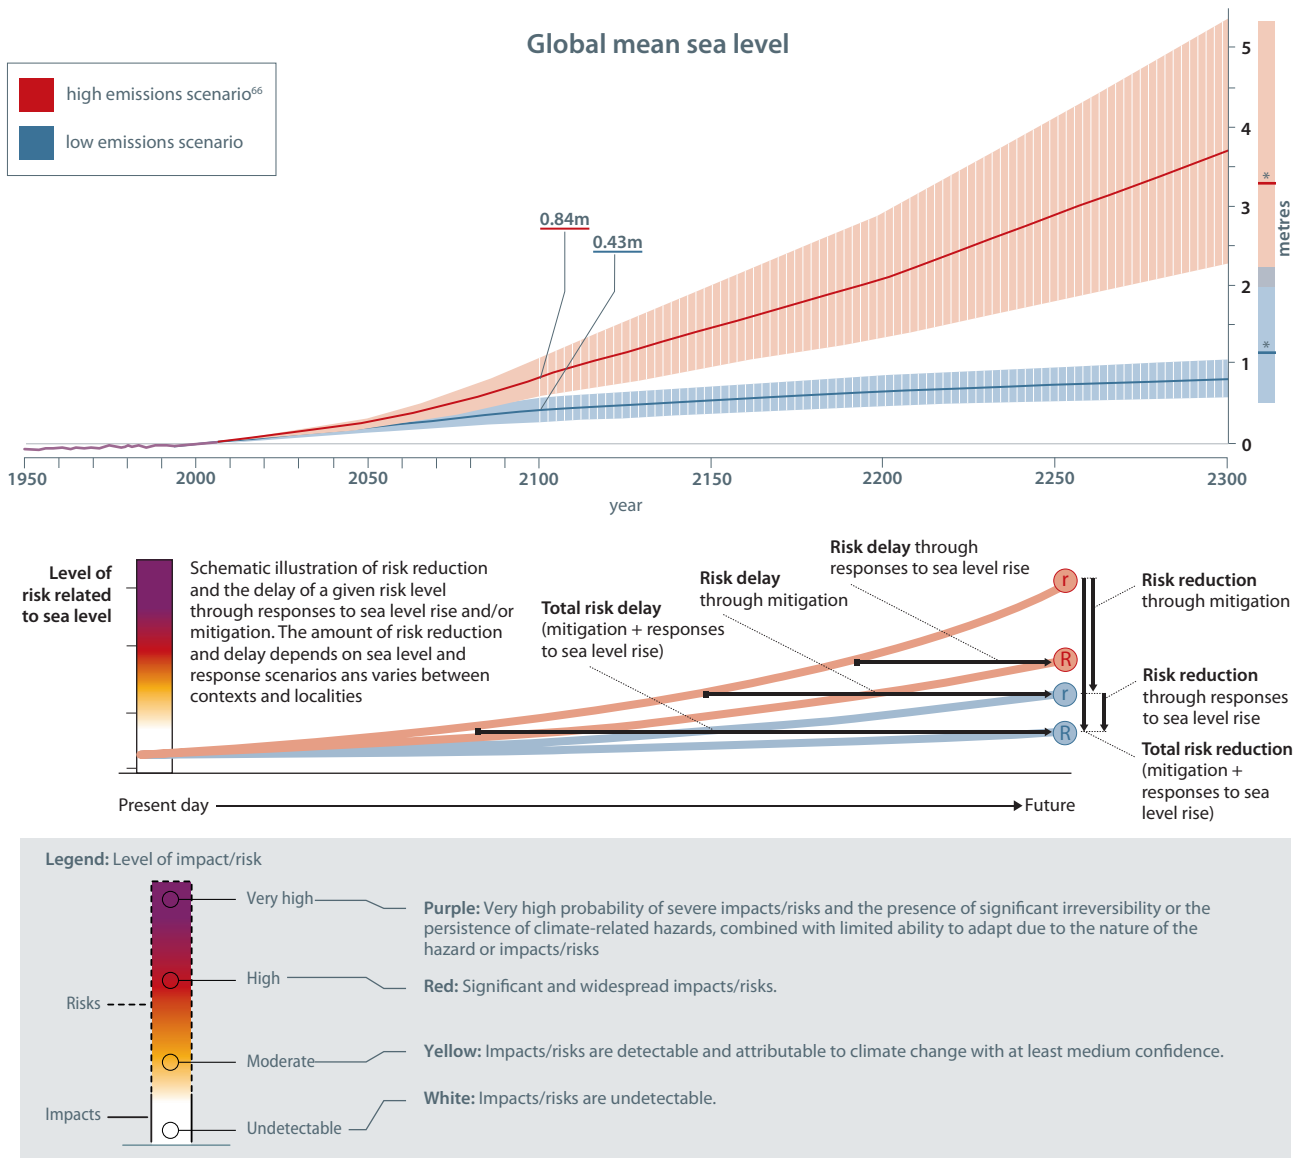 Global mean sea level
high emissions scenario⁶⁶
low emissions scenario
0.84m
0.43m
5
4
3
2
1
0
*
*
metres
1950
2000
2050
2100
2150
2200
2250
2300
year
Level of
risk related
to sea level
Schematic illustration of risk reduction
and the delay of a given risk level
through responses to sea level rise and/or
mitigation. The amount of risk reduction
and delay depends on sea level and
response scenarios ans varies between
contexts and localities
Total risk delay
(mitigation + responses
to sea level rise)
Risk delay
through mitigation
Risk delay through
responses to sea level rise
r
R
r
R
Risk reduction
through mitigation
Risk reduction
through responses
to sea level rise
Total risk reduction
(mitigation +
responses to sea
level rise)
Present day
Future
Legend: Level of impact/risk
Very high
High
Moderate
Undetectable
Risks
Impacts
Purple: Very high probability of severe impacts/risks and the presence of significant irreversibility or the
persistence of climate-related hazards, combined with limited ability to adapt due to the nature of the
hazard or impacts/risks
Red: Significant and widespread impacts/risks.
Yellow: Impacts/risks are detectable and attributable to climate change with at least medium confidence.
White: Impacts/risks are undetectable.